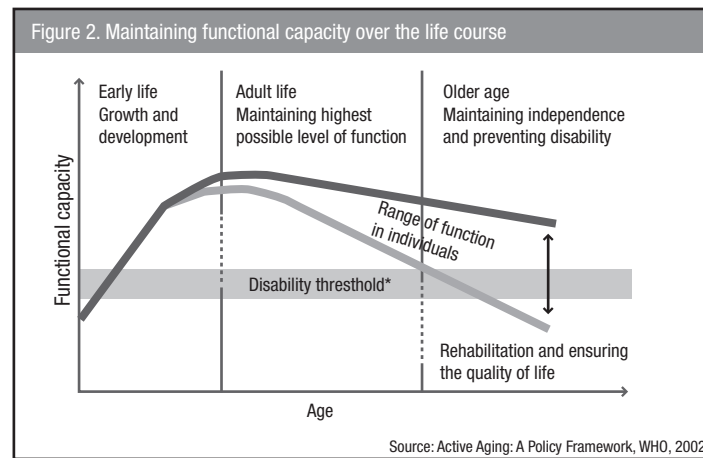 Figure 2. Maintaining functional capacity over the life course
Early life
Growth and
development
Adult life
Maintaining highest
possible level of function
Older age
Maintaining independence
and preventing disability
Functional capacity
Range of function
in individuals
Disability threshold*
Rehabilitation and ensuring
the quality of life
Age
Source: Active Aging: A Policy Framework, WHO, 2002